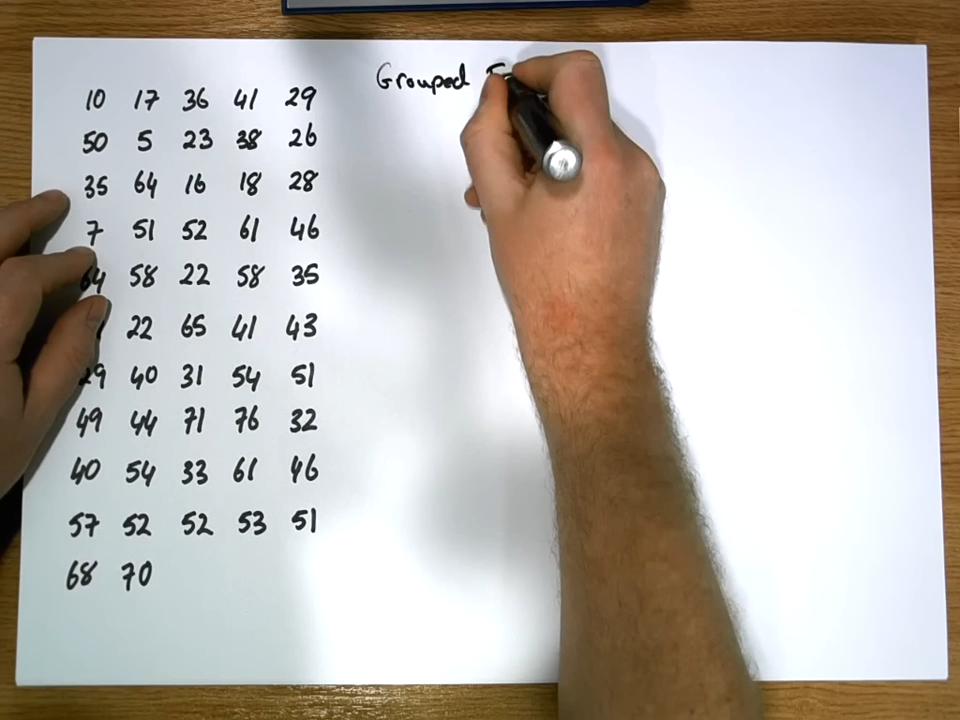 Grouped
10 17 36 41 29
50 5 23 38 26
35 64 16 18 28
7 51 52 61 46
64 58 22 58 35
22 65 41 43
29 40 31 54 51
49 44 71 76 32
40 54 33 61 46
57 52 52 53 51
68 70